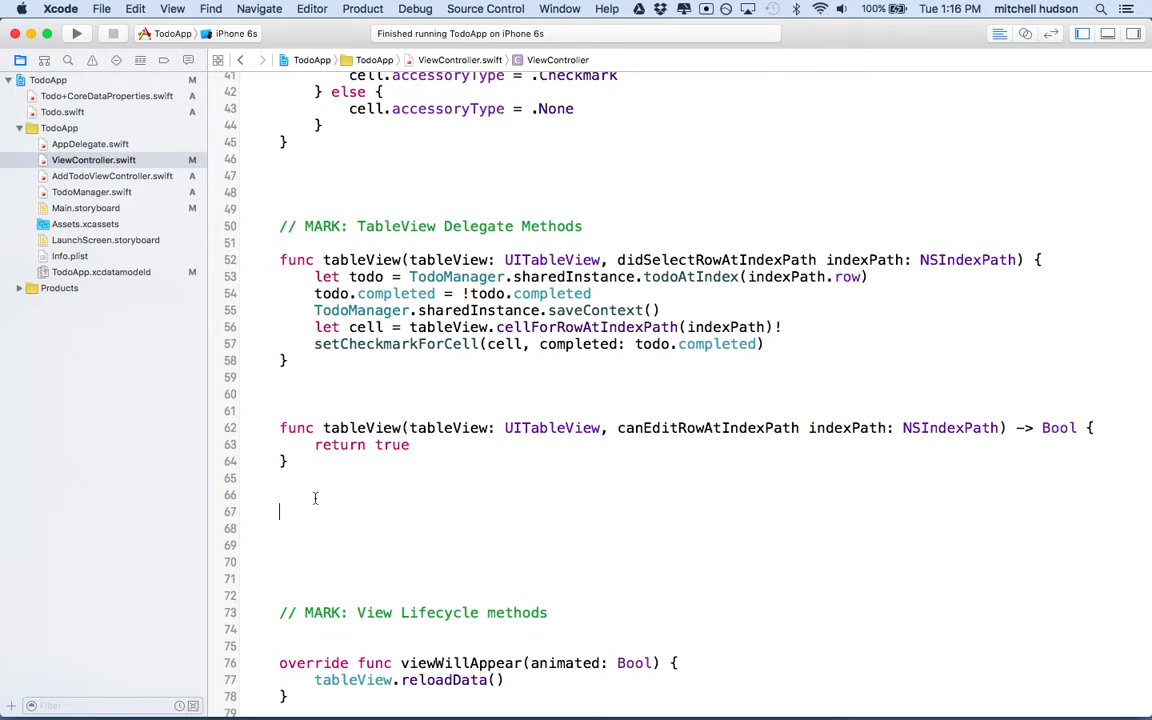 Xcode File Edit View Find Navigate Editor Product Debug Source Control Window Help 100% Tue 1:16 PM mitchell hudson
TodoApp iPhone 6s Finished running TodoApp on iPhone 6s
TodoApp TodoApp ViewController.swift ViewController
TodoApp
Todo+CoreDataProperties.swift A
Todo.swift A
TodoApp
AppDelegate.swift
ViewController.swift M
AddTodoViewController.swift A
TodoManager.swift A
Main.storyboard M
Assets.xcassets
LaunchScreen.storyboard
Info.plist
TodoApp.xcdatamodeld M
Products
Filter
41 cell.accessoryType = .Checkmark
42 } else {
43 cell.accessoryType = .None
44 }
45 }
46
47
48
49
50 // MARK: TableView Delegate Methods
51
52 func tableView(tableView: UITableView, didSelectRowAtIndexPath indexPath: NSIndexPath) {
53 let todo = TodoManager.sharedInstance.todoAtIndex(indexPath.row)
54 todo.completed = !todo.completed
55 TodoManager.sharedInstance.saveContext()
56 let cell = tableView.cellForRowAtIndexPath(indexPath)!
57 setCheckmarkForCell(cell, completed: todo.completed)
58 }
59
60
61
62 func tableView(tableView: UITableView, canEditRowAtIndexPath indexPath: NSIndexPath) -> Bool {
63 return true
64 }
65
66
67
68
69
70
71
72
73 // MARK: View Lifecycle methods
74
75
76 override func viewWillAppear(animated: Bool) {
77 tableView.reloadData()
78 }
79